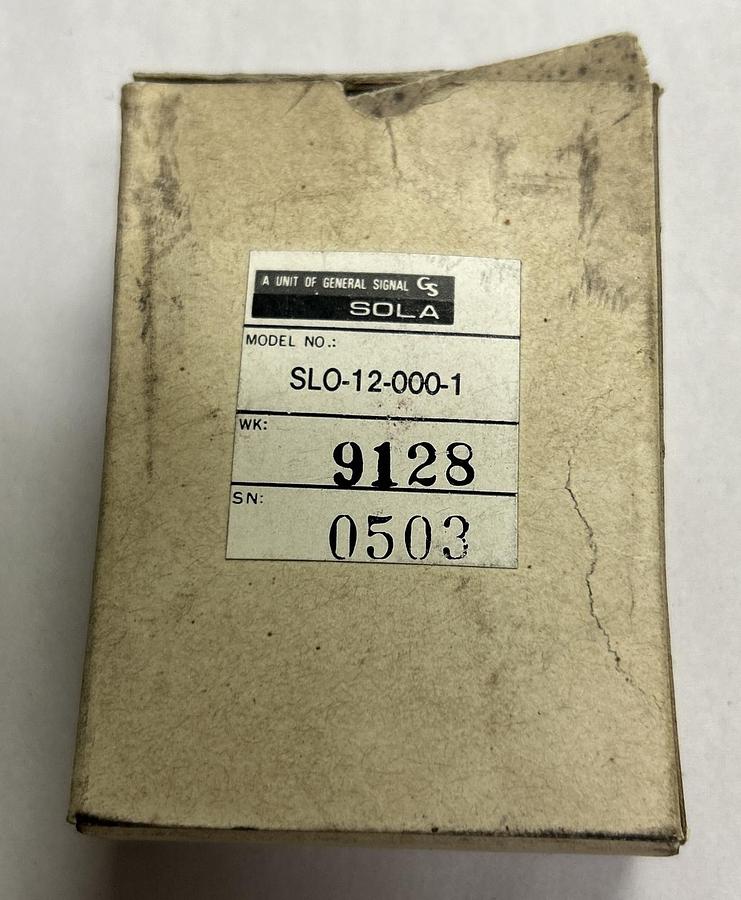 A UNIT OF GENERAL SIGNAL GS
SOLA
MODEL NO.:
SLO-12-000-1
WK:
9128
SN:
0503